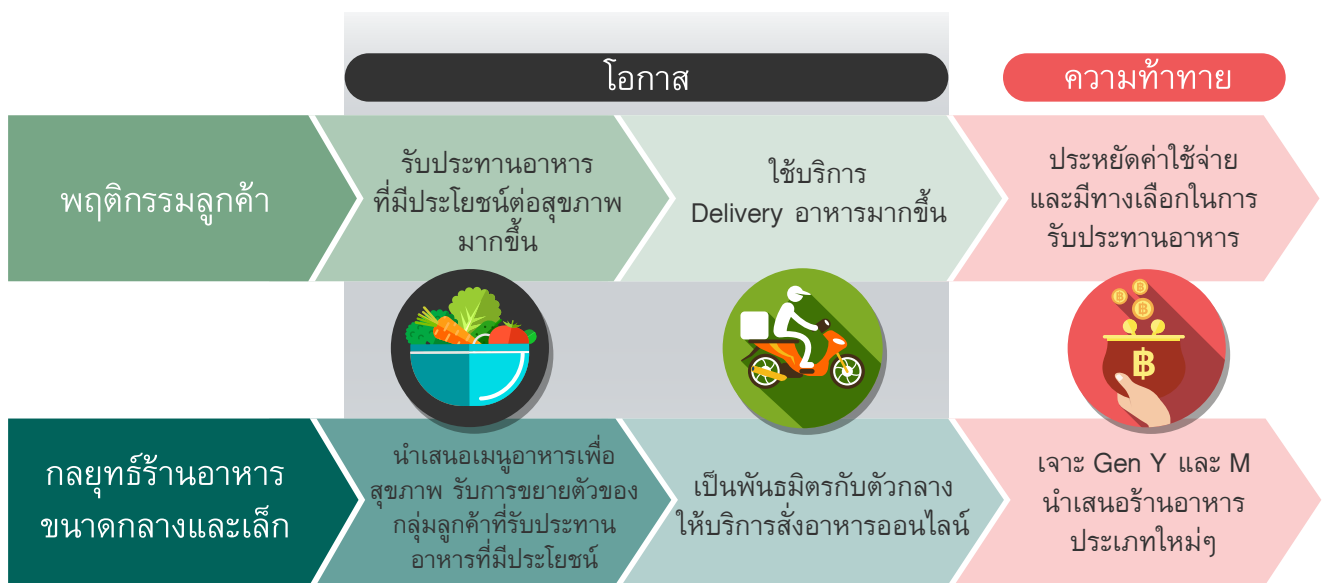 โอกาส
ความท้าทาย
พฤติกรรมลูกค้า
รับประทานอาหาร
ที่มีประโยชน์ต่อสุขภาพ
มากขึ้น
ใช้บริการ
Delivery อาหารมากขึ้น
ประหยัดค่าใช้จ่าย
และมีทางเลือกในการ
รับประทานอาหาร
฿
฿
฿
฿
กลยุทธ์ร้านอาหาร
ขนาดกลางและเล็ก
นำเสนอเมนูอาหารเพื่อ
สุขภาพ รับการขยายตัวของ
กลุ่มลูกค้าที่รับประทาน
อาหารที่มีประโยชน์
เป็นพันธมิตรกับตัวกลาง
ให้บริการสั่งอาหารออนไลน์
เจาะ Gen Y และ M
นำเสนอร้านอาหาร
ประเภทใหม่ๆ